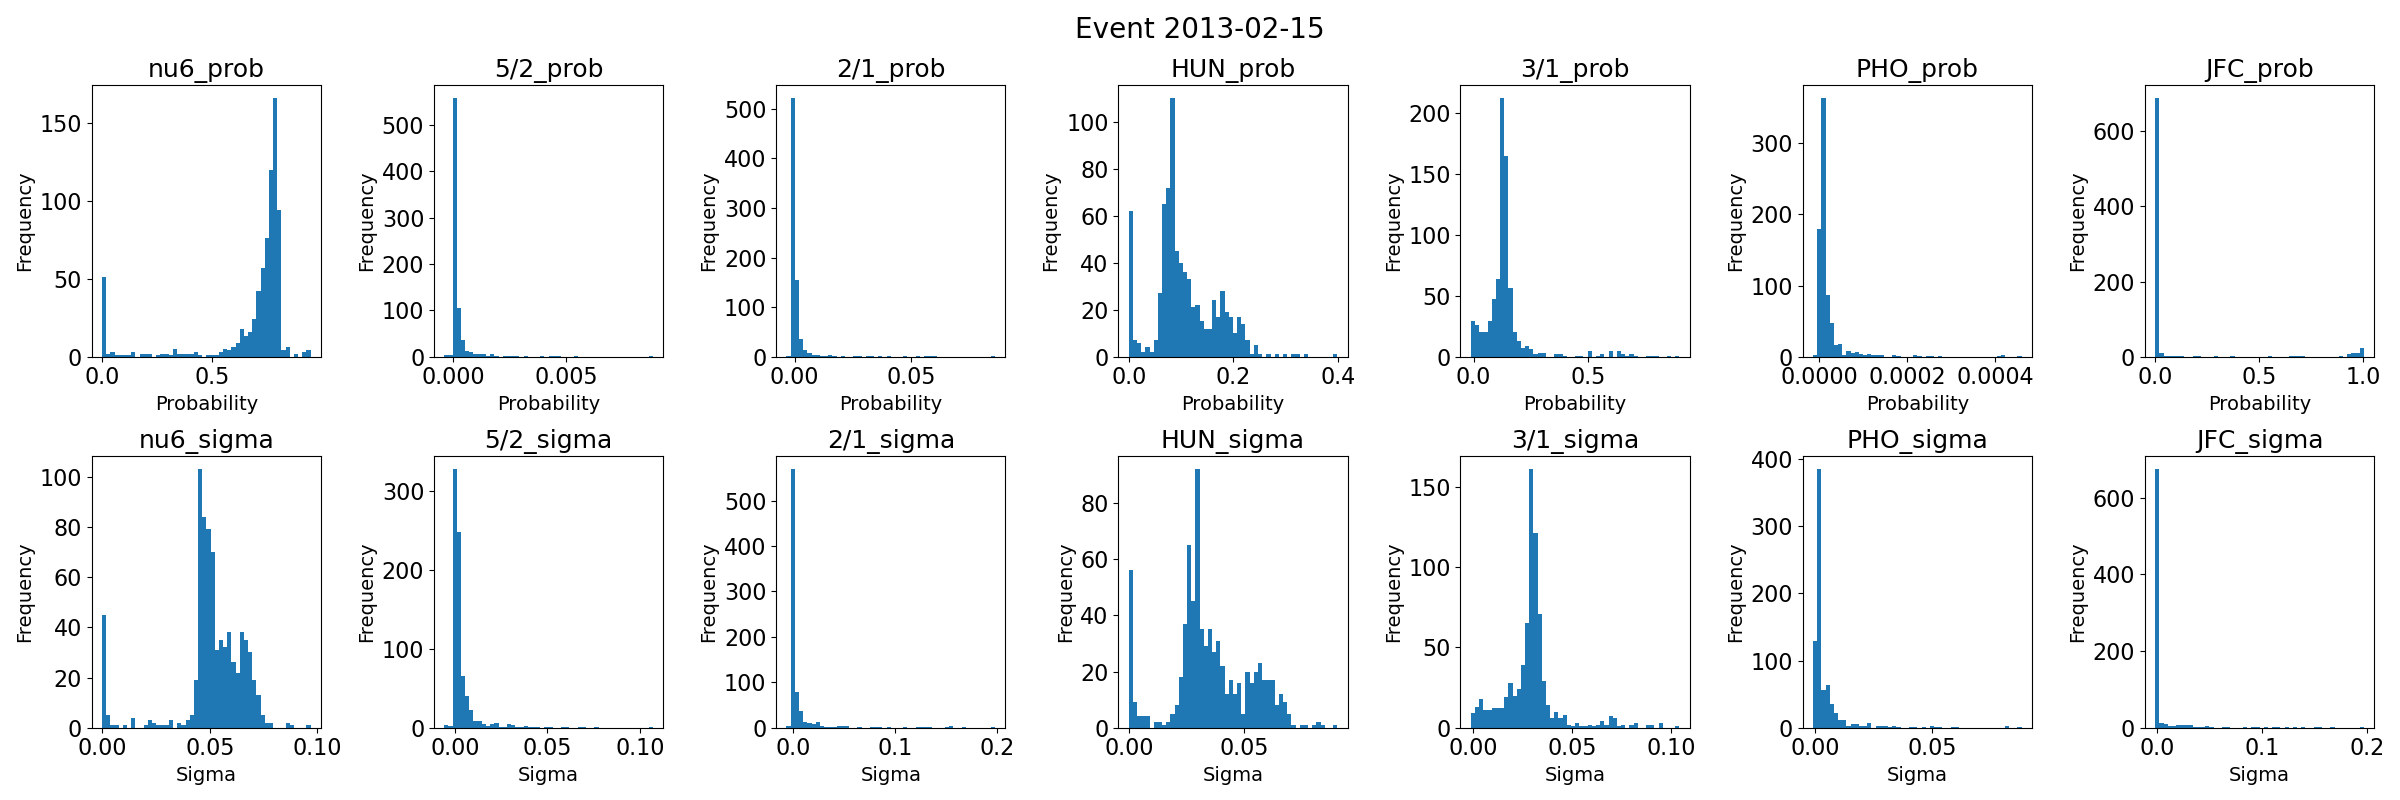 Event 2013-02-15
nu6_prob 5/2_prob 2/1_prob HUN_prob 3/1_prob PHO_prob JFC_prob
Frequency Frequency Frequency Frequency Frequency Frequency Frequency
150 100 50 0
500 400 300 200 100 0
500 400 300 200 100 0
100 80 60 40 20 0
200 150 100 50 0
300 200 100 0
600 400 200 0
0.0 0.5 0.000 0.005 0.00 0.05 0.0 0.2 0.4 0.0 0.5 0.0000 0.0002 0.0004 0.0 0.5 1.0
Probability Probability Probability Probability Probability Probability Probability
nu6_sigma 5/2_sigma 2/1_sigma HUN_sigma 3/1_sigma PHO_sigma JFC_sigma
Frequency Frequency Frequency Frequency Frequency Frequency Frequency
100 80 60 40 20 0
300 200 100 0
500 400 300 200 100 0
80 60 40 20 0
150 100 50 0
400 300 200 100 0
600 400 200 0
0.00 0.05 0.10 0.00 0.05 0.10 0.0 0.1 0.2 0.00 0.05 0.00 0.05 0.10 0.00 0.05 0.0 0.1 0.2
Sigma Sigma Sigma Sigma Sigma Sigma Sigma